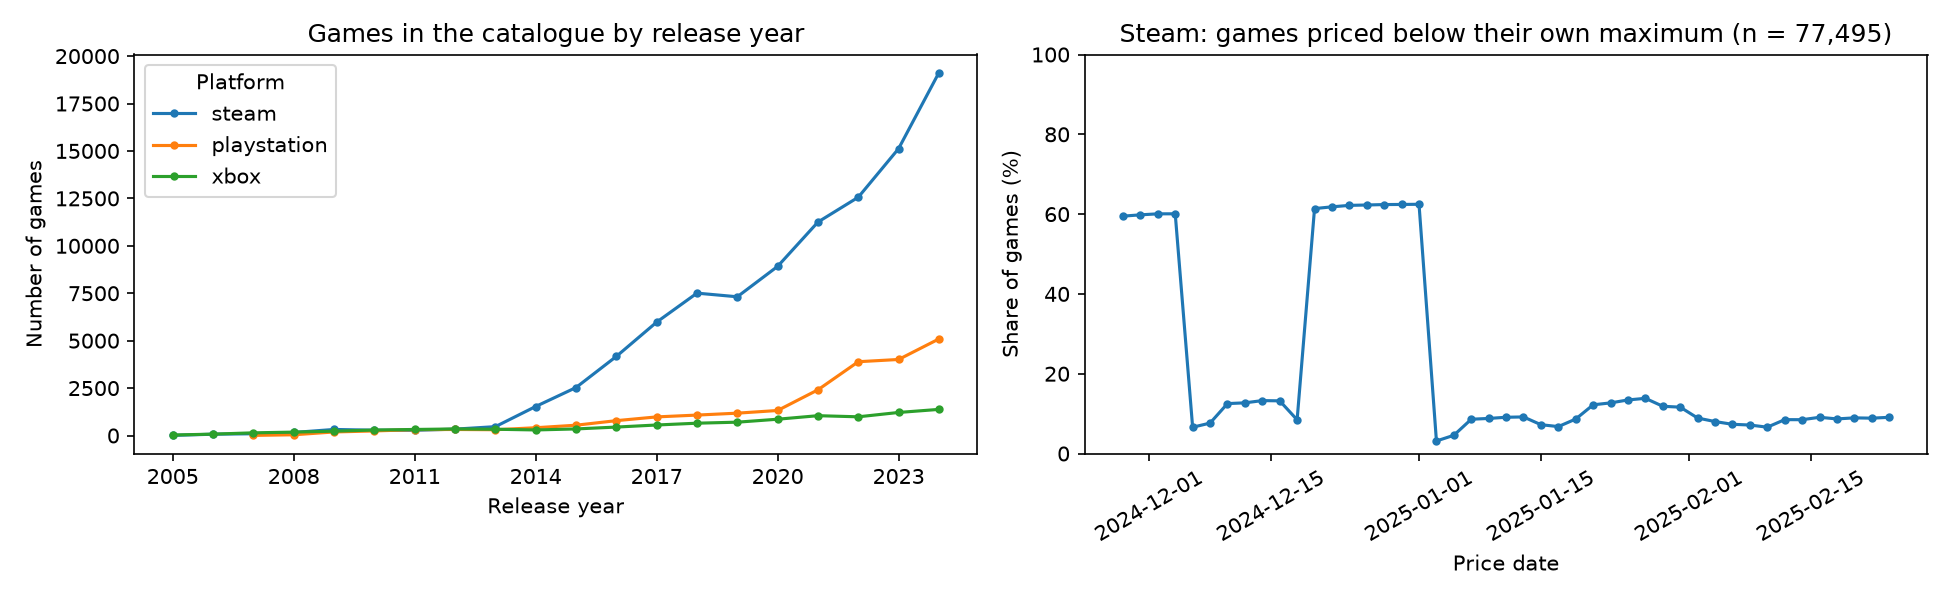 Games in the catalogue by release year
Number of games
20000
17500
15000
12500
10000
7500
5000
2500
0
Platform
steam
playstation
xbox
2005 2008 2011 2014 2017 2020 2023
Release year
Steam: games priced below their own maximum (n = 77,495)
Share of games (%)
100
80
60
40
20
0
2024-12-01 2024-12-15 2025-01-01 2025-01-15 2025-02-01 2025-02-15
Price date